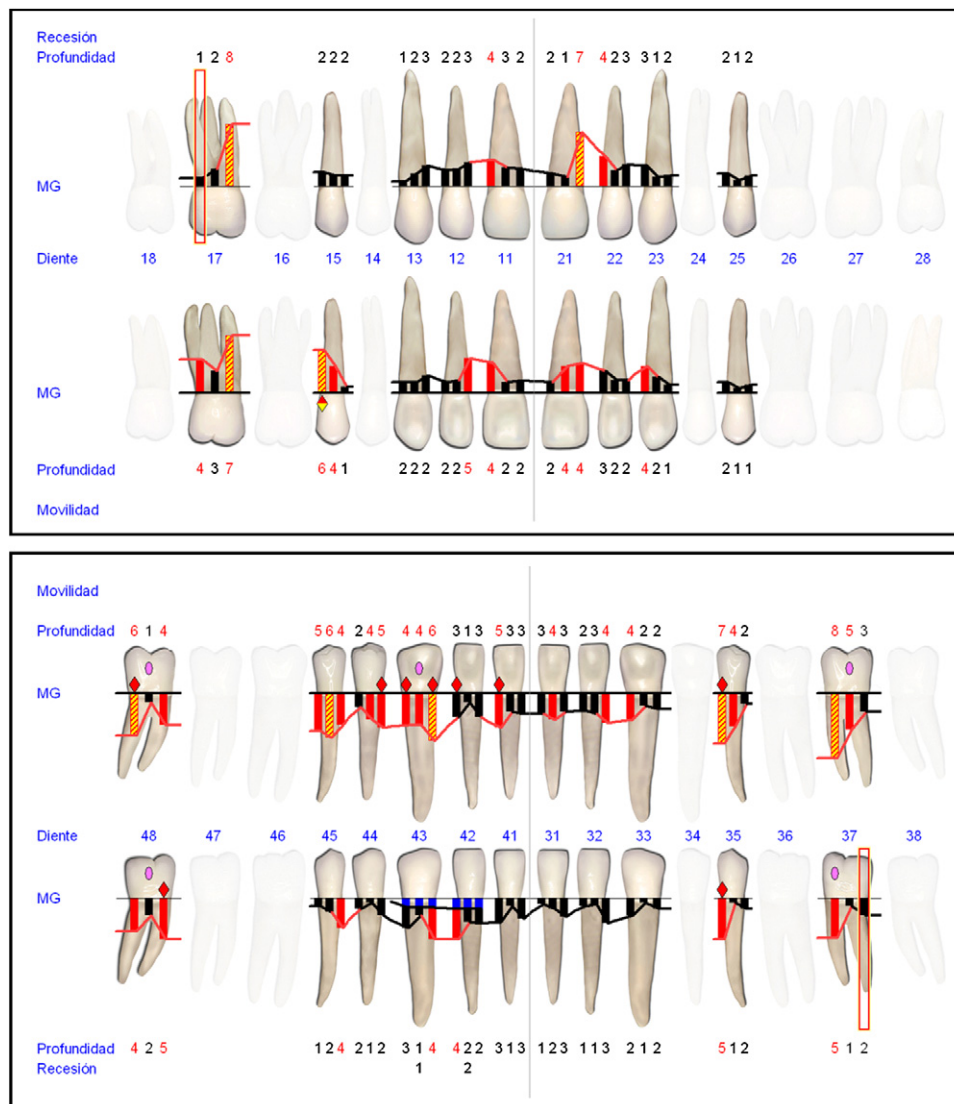 Recesión
Profundidad 1 2 8 2 2 2 1 2 3 2 2 3 4 3 2 2 1 7 4 2 3 3 1 2 2 1 2
MG
Diente 18 17 16 15 14 13 12 11 21 22 23 24 25 26 27 28
MG
Profundidad 4 3 7 6 4 1 2 2 2 2 2 5 4 2 2 2 4 4 3 2 2 4 2 1 2 1 1
Movilidad
Movilidad
Profundidad 6 1 4 5 6 4 2 4 5 4 4 6 3 1 3 5 3 3 3 4 3 2 3 4 4 2 2 7 4 2 8 5 3
MG
Diente 48 47 46 45 44 43 42 41 31 32 33 34 35 36 37 38
MG
Profundidad 4 2 5 1 2 4 2 1 2 3 1 4 4 2 2 3 1 3 1 2 3 1 1 3 2 1 2 5 1 2 5 1 2
Recesión 1 2